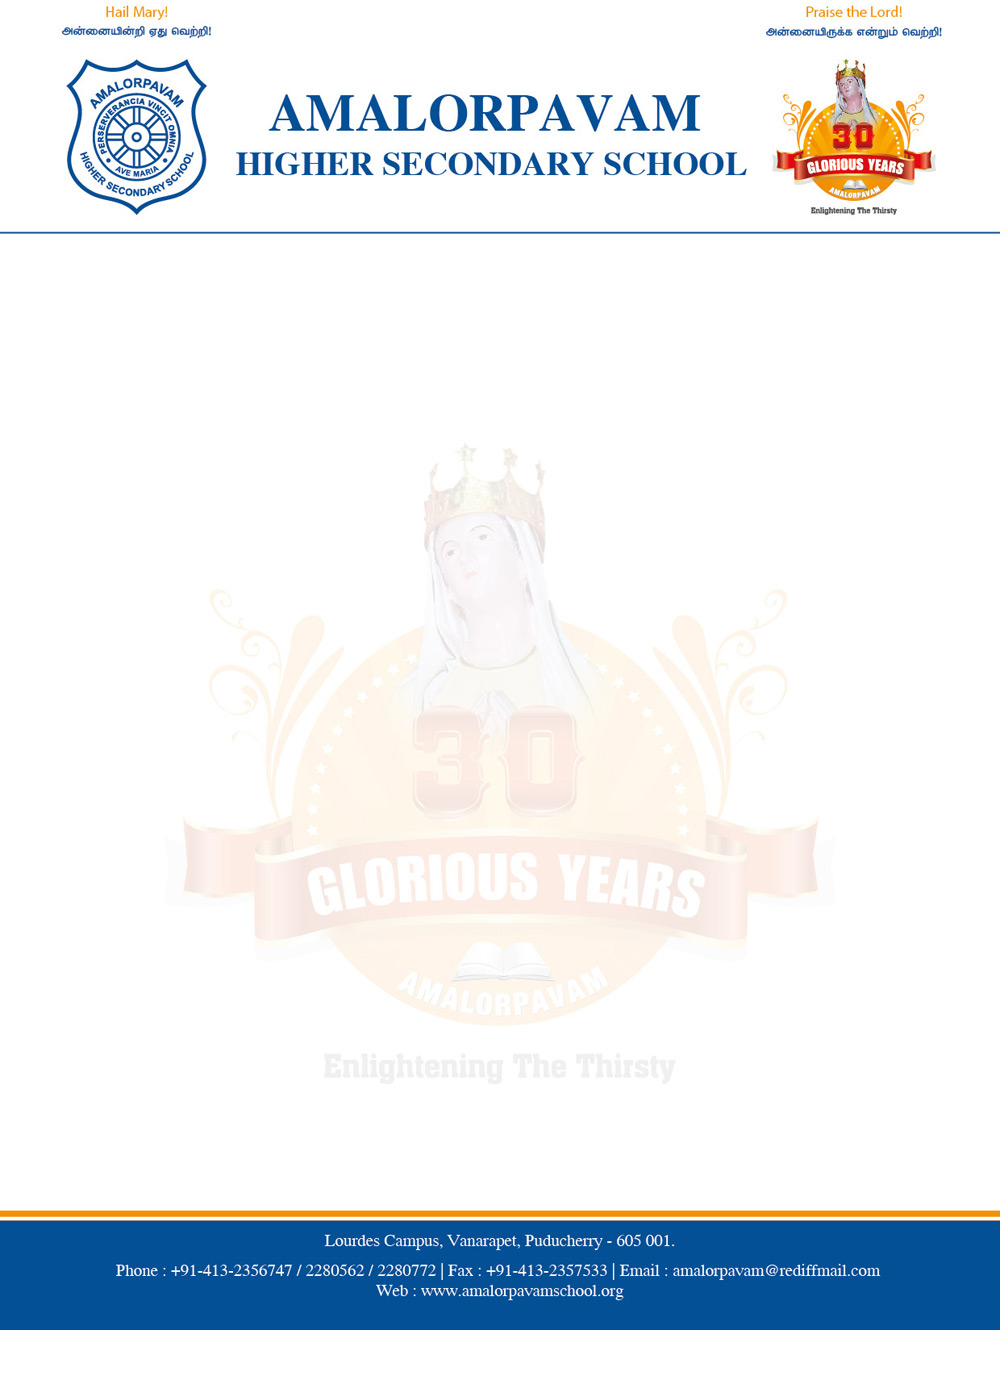 Hail Mary!
அன்னையின்றி ஏது வெற்றி!
Praise the Lord!
அன்னையிருக்க என்றும் வெற்றி!
AMALORPAVAM
PERSERVERANCIA VINCIT OMNIA
AVE MARIA
HIGHER SECONDARY SCHOOL
AMALORPAVAM
HIGHER SECONDARY SCHOOL
30
GLORIOUS YEARS
AMALORPAVAM
Enlightening The Thirsty
30
GLORIOUS YEARS
AMALORPAVAM
Enlightening The Thirsty
Lourdes Campus, Vanarapet, Puducherry - 605 001.
Phone : +91-413-2356747 / 2280562 / 2280772 | Fax : +91-413-2357533 | Email : amalorpavam@rediffmail.com
Web : www.amalorpavamschool.org